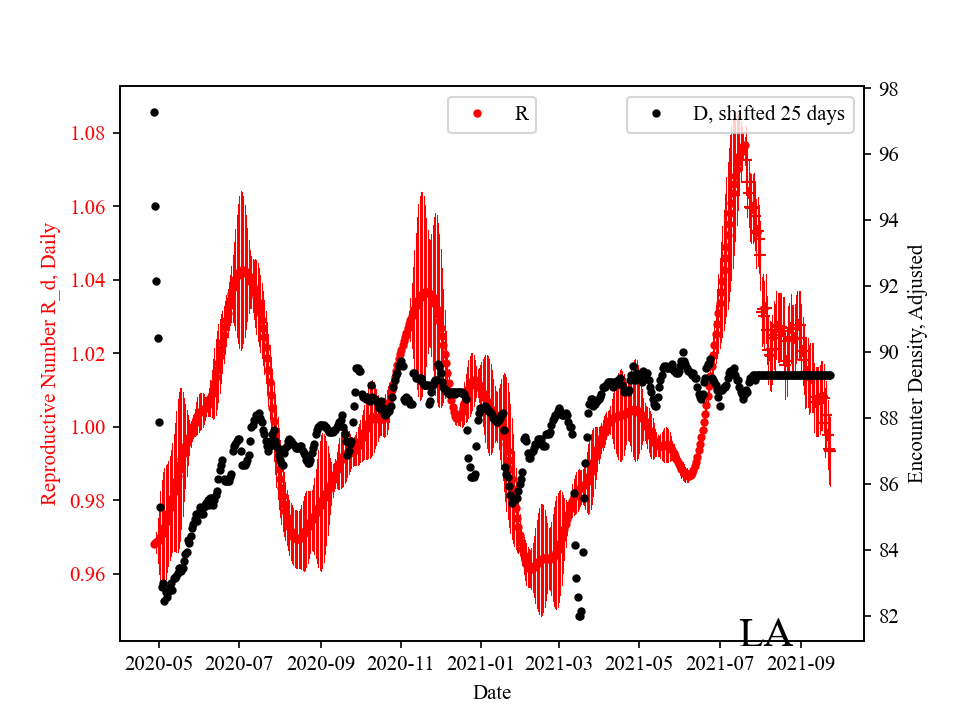 R
D, shifted 25 days
1.08
1.06
1.04
1.02
1.00
0.98
0.96
Reproductive Number R_d, Daily
98
96
94
92
90
88
86
84
82
Encounter Density, Adjusted
LA
2020-05 2020-07 2020-09 2020-11 2021-01 2021-03 2021-05 2021-07 2021-09
Date